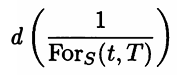 d ( 1 / For_S(t, T) )